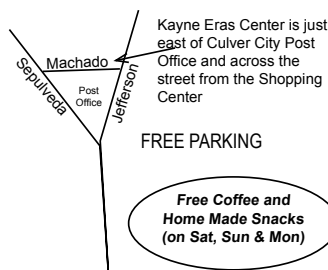 Kayne Eras Center is just
east of Culver City Post
Office and across the
street from the Shopping
Center
Machado
Sepulveda
Post
Office
Jefferson
FREE PARKING
Free Coffee and
Home Made Snacks
(on Sat, Sun & Mon)